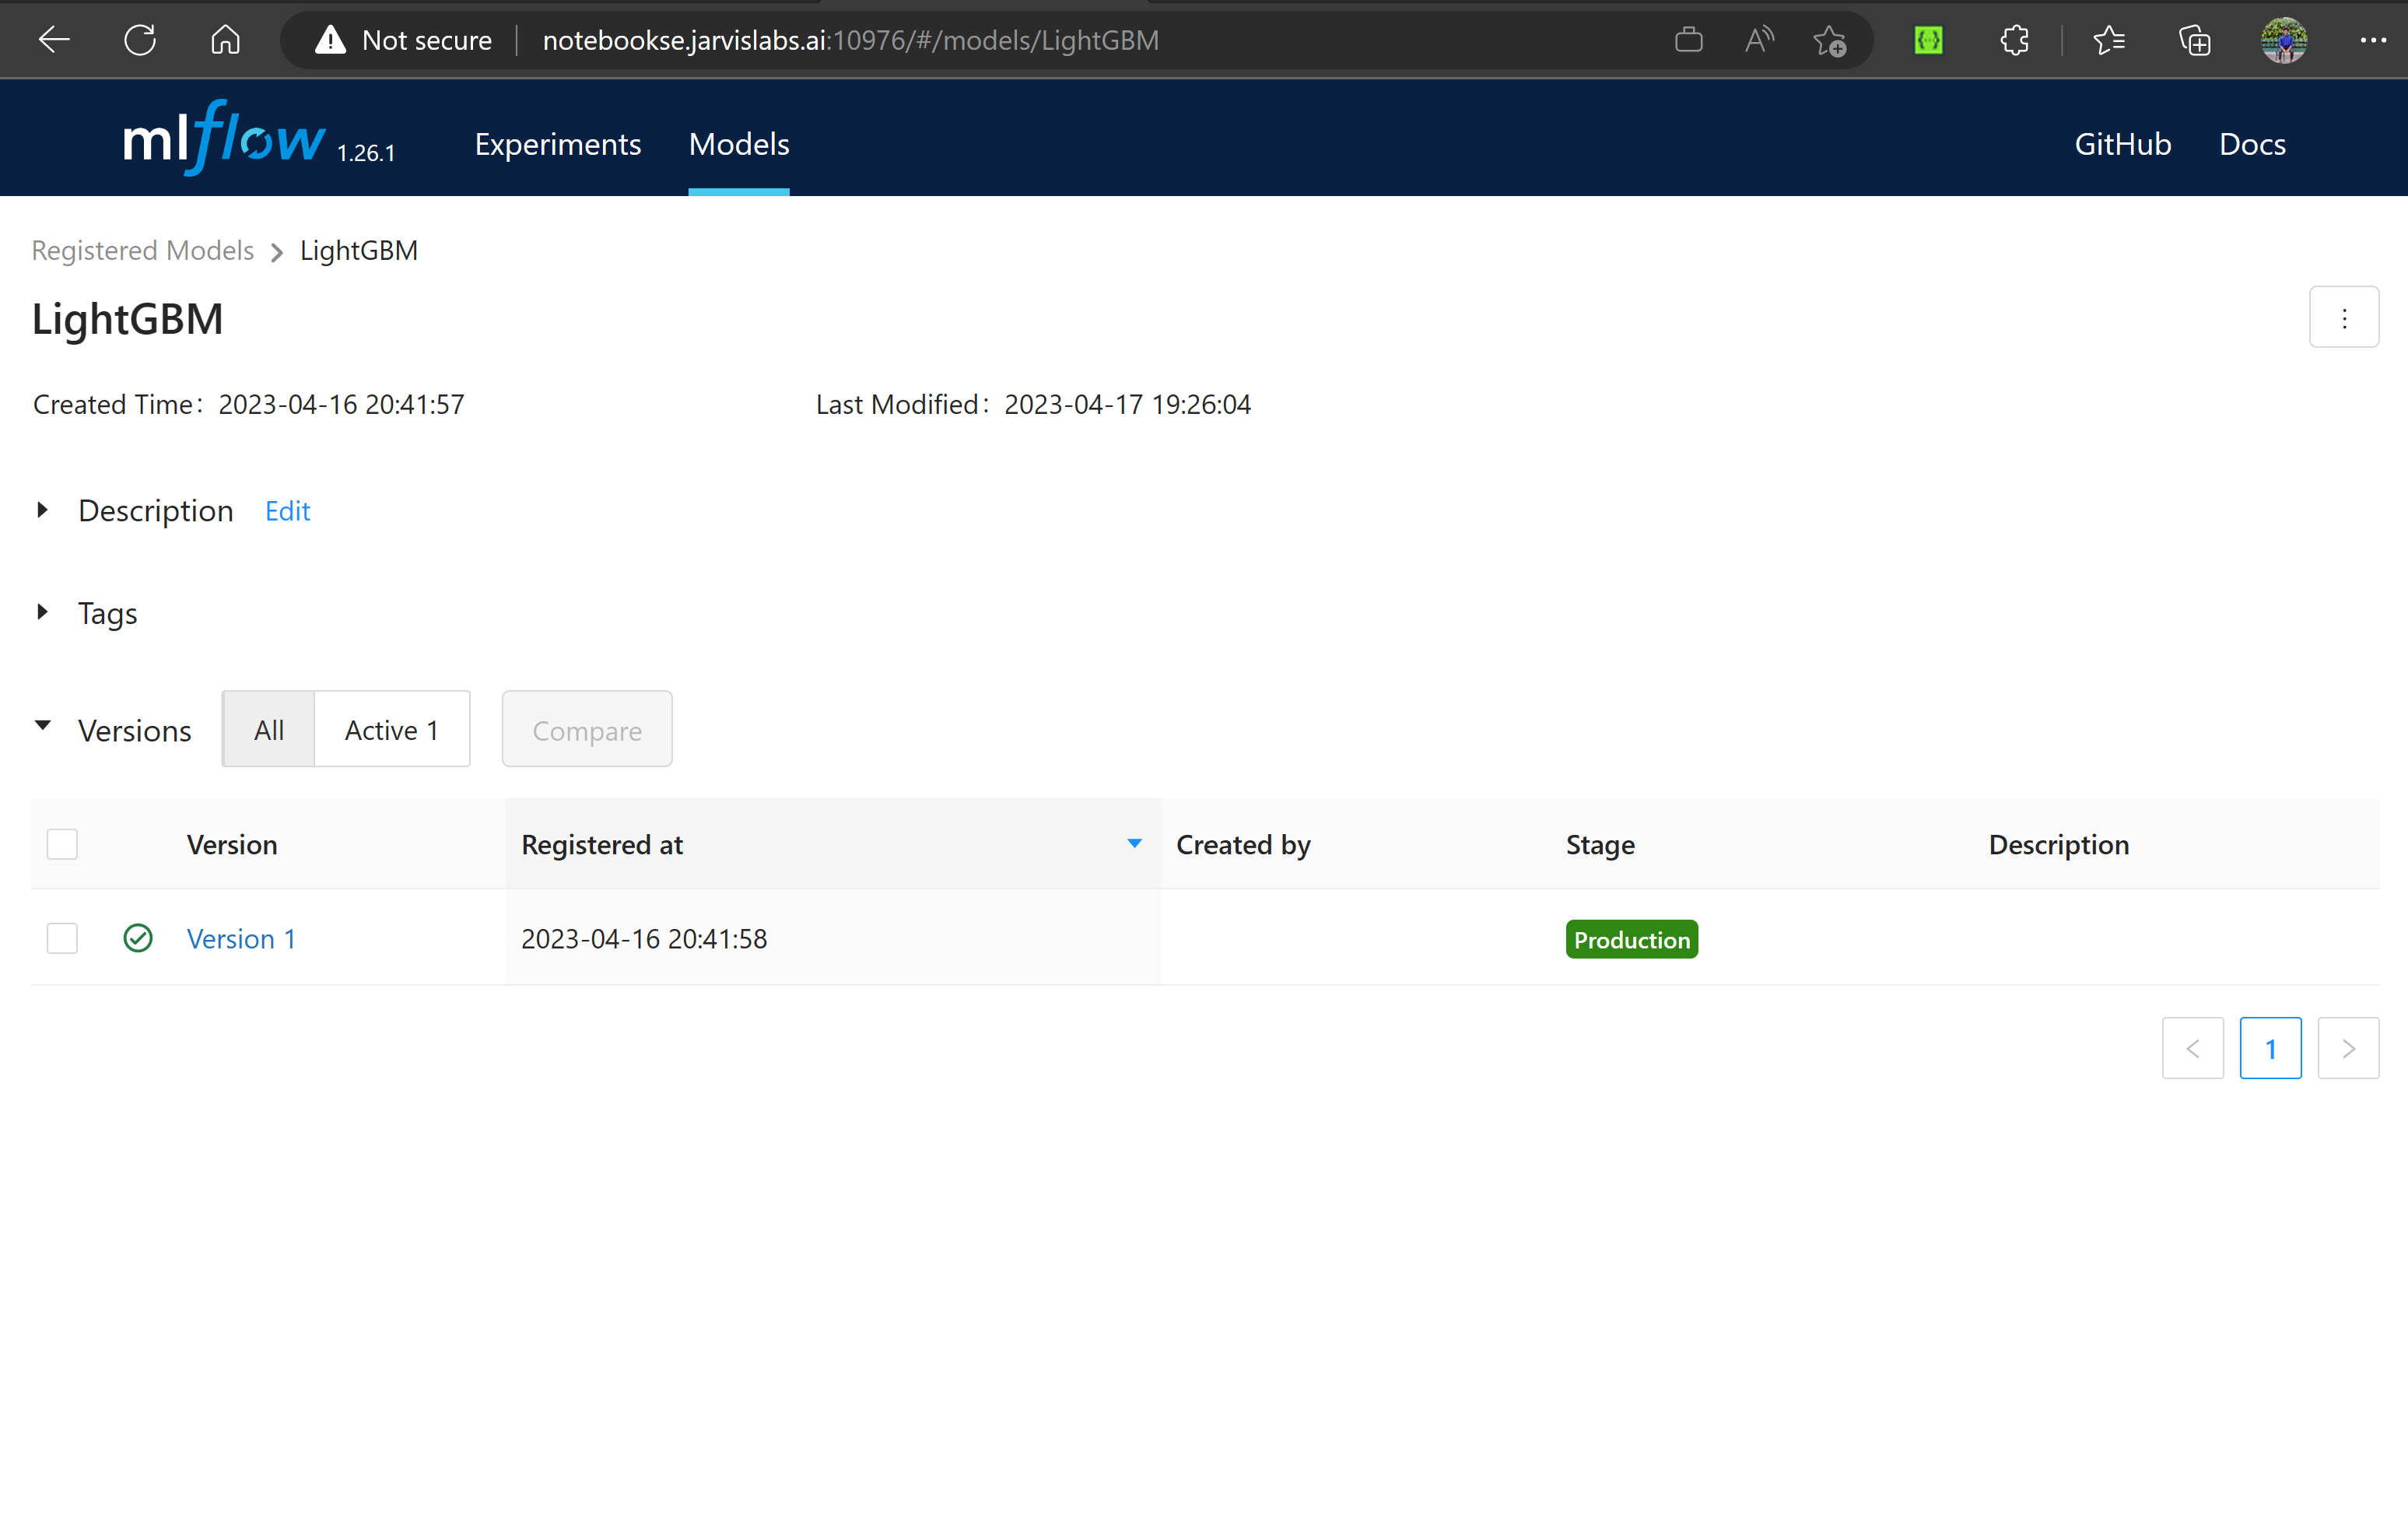 Not secure | notebookse.jarvislabs.ai:10976/#/models/LightGBM
mlflow 1.26.1 Experiments Models GitHub Docs
Registered Models > LightGBM
LightGBM
Created Time: 2023-04-16 20:41:57 Last Modified: 2023-04-17 19:26:04
Description Edit
Tags
Versions All Active 1 Compare
Version Registered at Created by Stage Description
Version 1 2023-04-16 20:41:58 Production
< 1 >